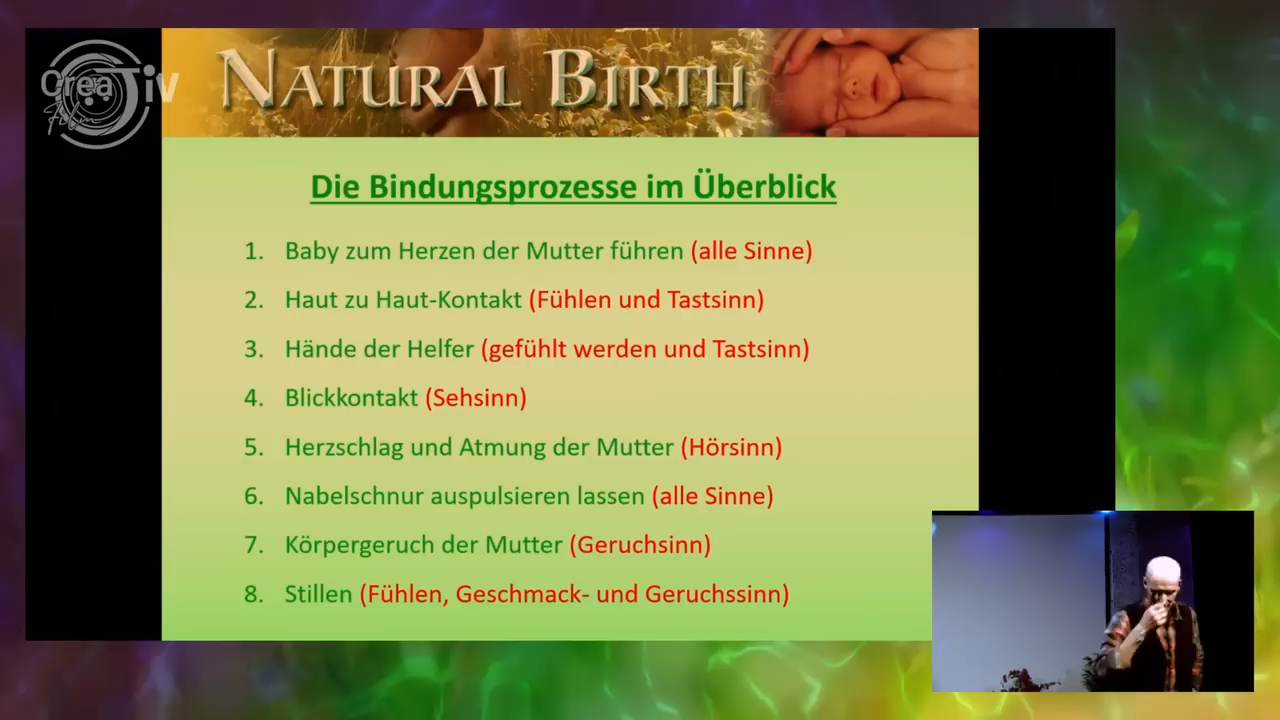 CreaTiv
Film
NATURAL BIRTH
Die Bindungsprozesse im Überblick
1. Baby zum Herzen der Mutter führen (alle Sinne)
2. Haut zu Haut-Kontakt (Fühlen und Tastsinn)
3. Hände der Helfer (gefühlt werden und Tastsinn)
4. Blickkontakt (Sehsinn)
5. Herzschlag und Atmung der Mutter (Hörsinn)
6. Nabelschnur auspulsieren lassen (alle Sinne)
7. Körpergeruch der Mutter (Geruchsinn)
8. Stillen (Fühlen, Geschmack- und Geruchssinn)